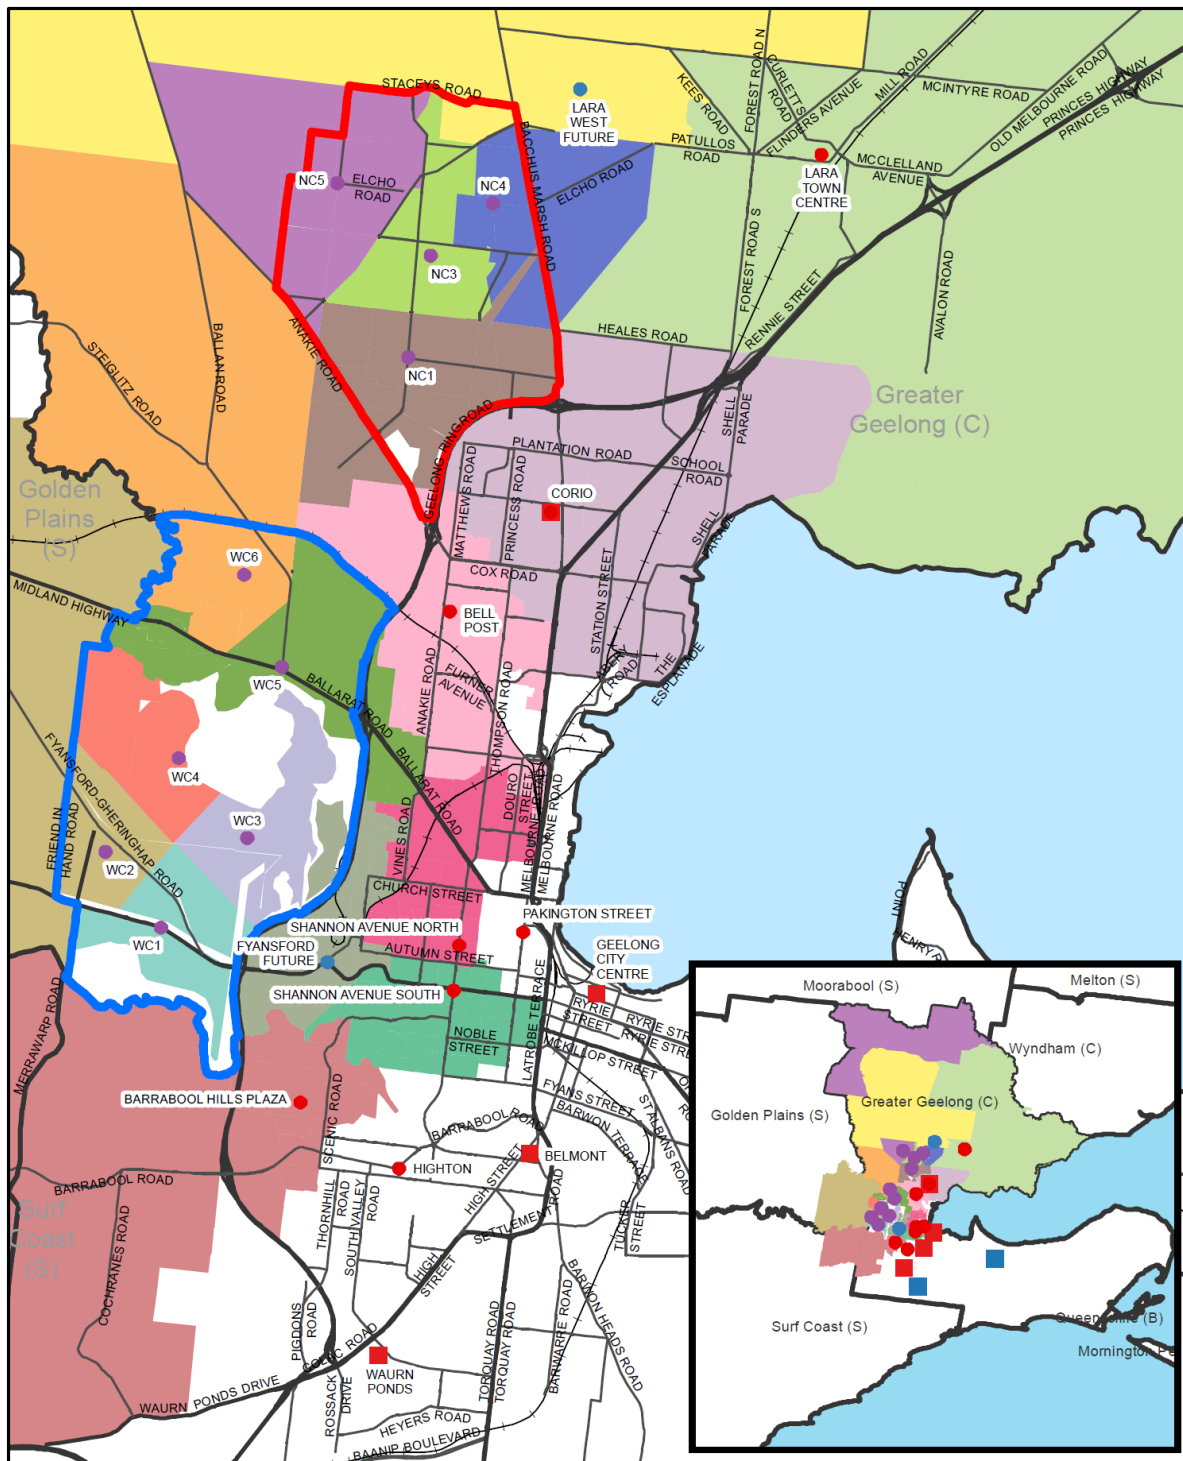 STACEYS ROAD
LARA
WEST
FUTURE
KEES ROAD
FOREST ROAD N
CURLETTS
ROAD
FLINDERS AVENUE
MILL ROAD
MCINTYRE ROAD
OLD MELBOURNE ROAD
PRINCES HIGHWAY
PRINCES HIGHWAY
PATULLOS
ROAD
MCCLELLAND
AVENUE
LARA
TOWN
CENTRE
BACCHUS MARSH ROAD
NC5
ELCHO
ROAD
NC4
ELCHO ROAD
NC3
FOREST ROAD S
AVALON ROAD
RENNIE STREET
HEALES ROAD
ANAKIE ROAD
BALLAN ROAD
STEIGLITZ ROAD
NC1
Greater
Geelong (C)
SHELL
PARADE
GEELONG RING ROAD
PLANTATION ROAD
SCHOOL
ROAD
MATTHEWS ROAD
PRINCESS ROAD
CORIO
Golden
Plains
(S)
SHELL
PARADE
COX ROAD
STATION STREET
WC6
MIDLAND HIGHWAY
BELL
POST
ANAKIE ROAD
FURNER
AVENUE
THOMPSON ROAD
ABERY
ROAD
THE
ESPLANADE
WC5
BALLARAT ROAD
BALLARAT ROAD
FYANSFORD-GHERINGHAP ROAD
WC4
DOURO
STREET
MELBOURNE ROAD
MELBOURNE ROAD
VINES ROAD
WC3
FRIEND IN
HAND ROAD
WC2
CHURCH STREET
PAKINGTON STREET
POINT
HENRY
WC1
SHANNON AVENUE NORTH
FYANSFORD
FUTURE
AUTUMN STREET
GEELONG
CITY
CENTRE
SHANNON AVENUE SOUTH
LATROBE TERRACE
RYRIE
STREET
RYRIE
RYRIE
NOBLE
STREET
MCKILLOP STREET
MERRAWARP ROAD
FYANS STREET
BARWON TERRACE
ST ALBANS ROAD
BARRABOOL HILLS PLAZA
SCENIC ROAD
BARRABOOL ROAD
BELMONT
HIGHTON
HIGH STREET
BARRABOOL ROAD
THORNHILL
ROAD
SOUTH VALLEY
ROAD
SETTLEMENT ROAD
TUCKER
STREET
Surf
Coast
(S)
COCHRANES ROAD
HIGH
STREET
BARWON HEADS ROAD
PIGDONS
ROAD
COLAC ROAD
TORQUAY ROAD
TORQUAY ROAD
BARWARRE ROAD
WAURN
PONDS
WAURN PONDS DRIVE
ROSSACK
DRIVE
HEYERS ROAD
BAANIP BOULEVARD
Moorabool (S)
Melton (S)
Wyndham (C)
Golden Plains (S)
Greater Geelong (C)
Surf Coast (S)
Queenscliffe (B)
Mornington Pe